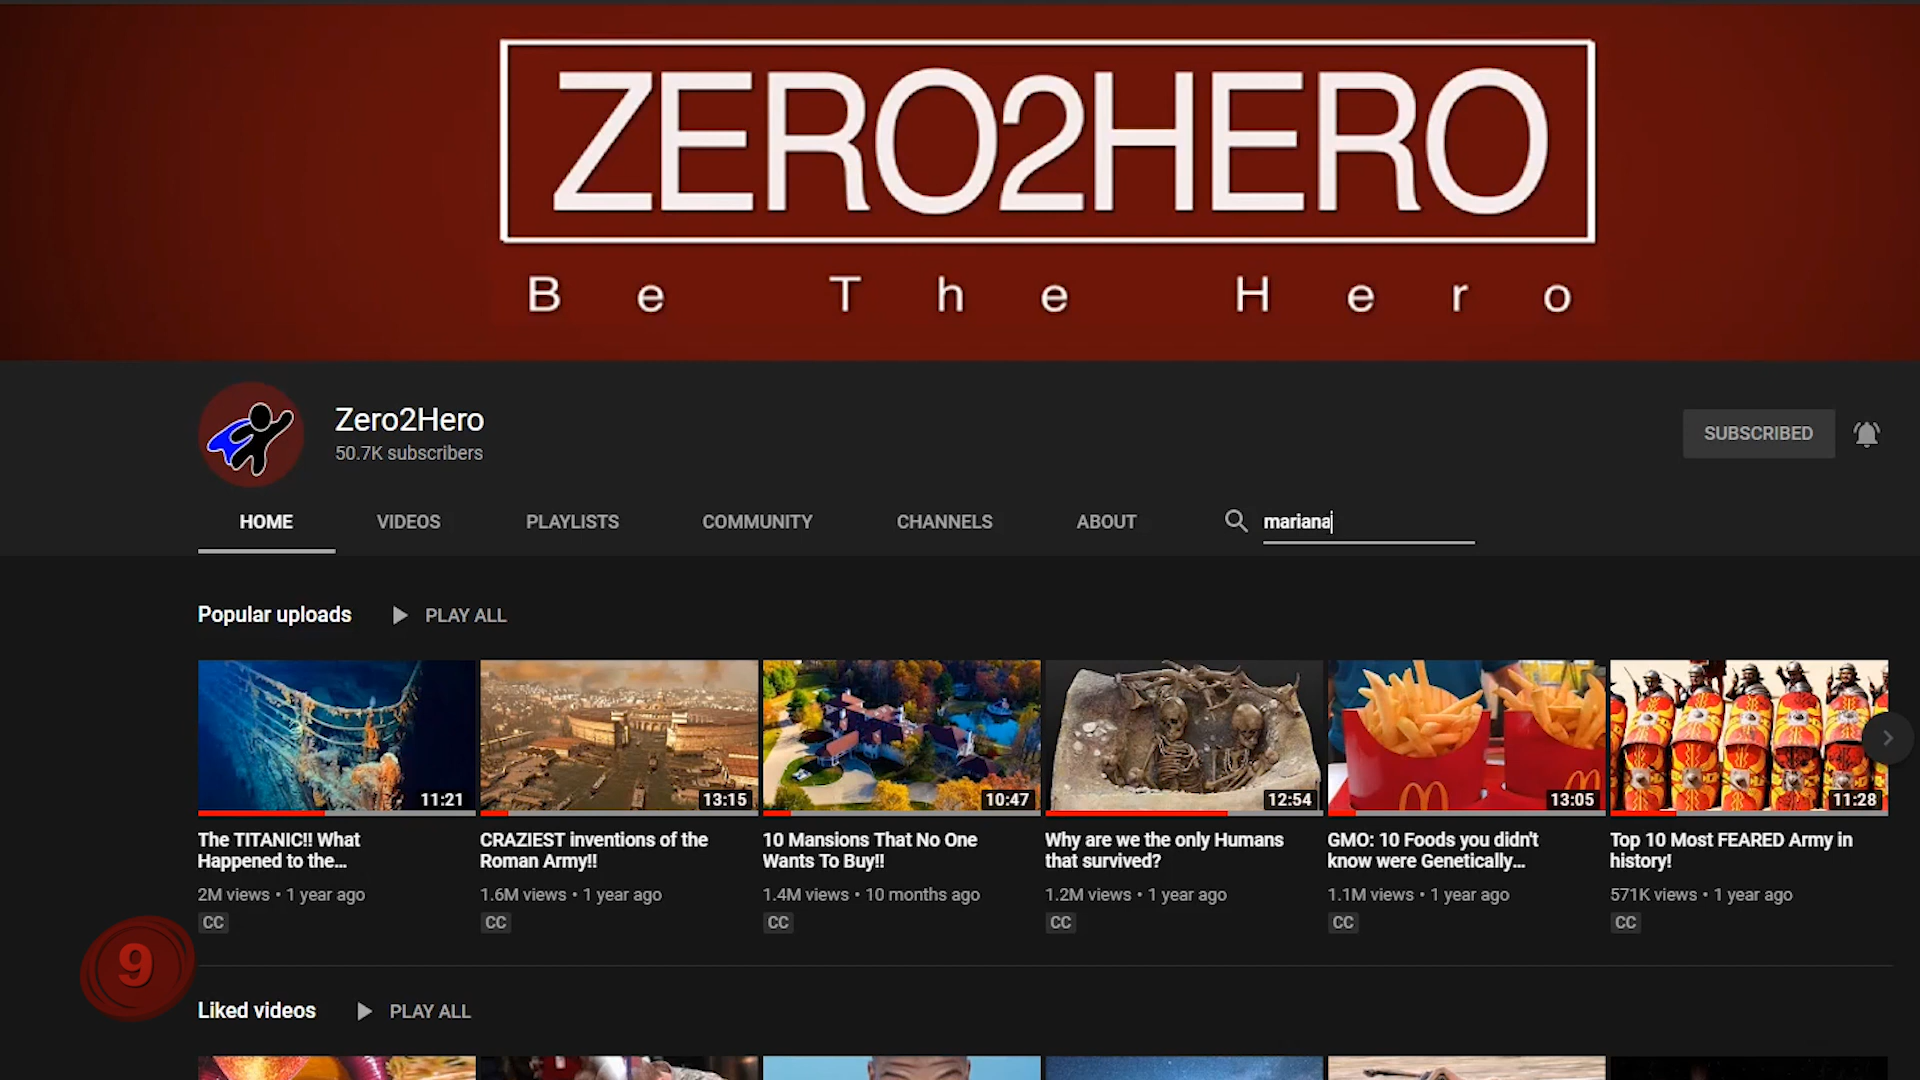 ZERO2HERO
Be The Hero
Zero2Hero
50.7K subscribers
SUBSCRIBED
HOME VIDEOS PLAYLISTS COMMUNITY CHANNELS ABOUT mariana
Popular uploads PLAY ALL
11:21 13:15 10:47 12:54 13:05 11:28
The TITANIC!! What
Happened to the...
2M views • 1 year ago
CC
CRAZIEST inventions of the
Roman Army!!
1.6M views • 1 year ago
CC
10 Mansions That No One
Wants To Buy!!
1.4M views • 10 months ago
CC
Why are we the only Humans
that survived?
1.2M views • 1 year ago
CC
GMO: 10 Foods you didn't
know were Genetically...
1.1M views • 1 year ago
CC
Top 10 Most FEARED Army in
history!
571K views • 1 year ago
CC
9
Liked videos PLAY ALL